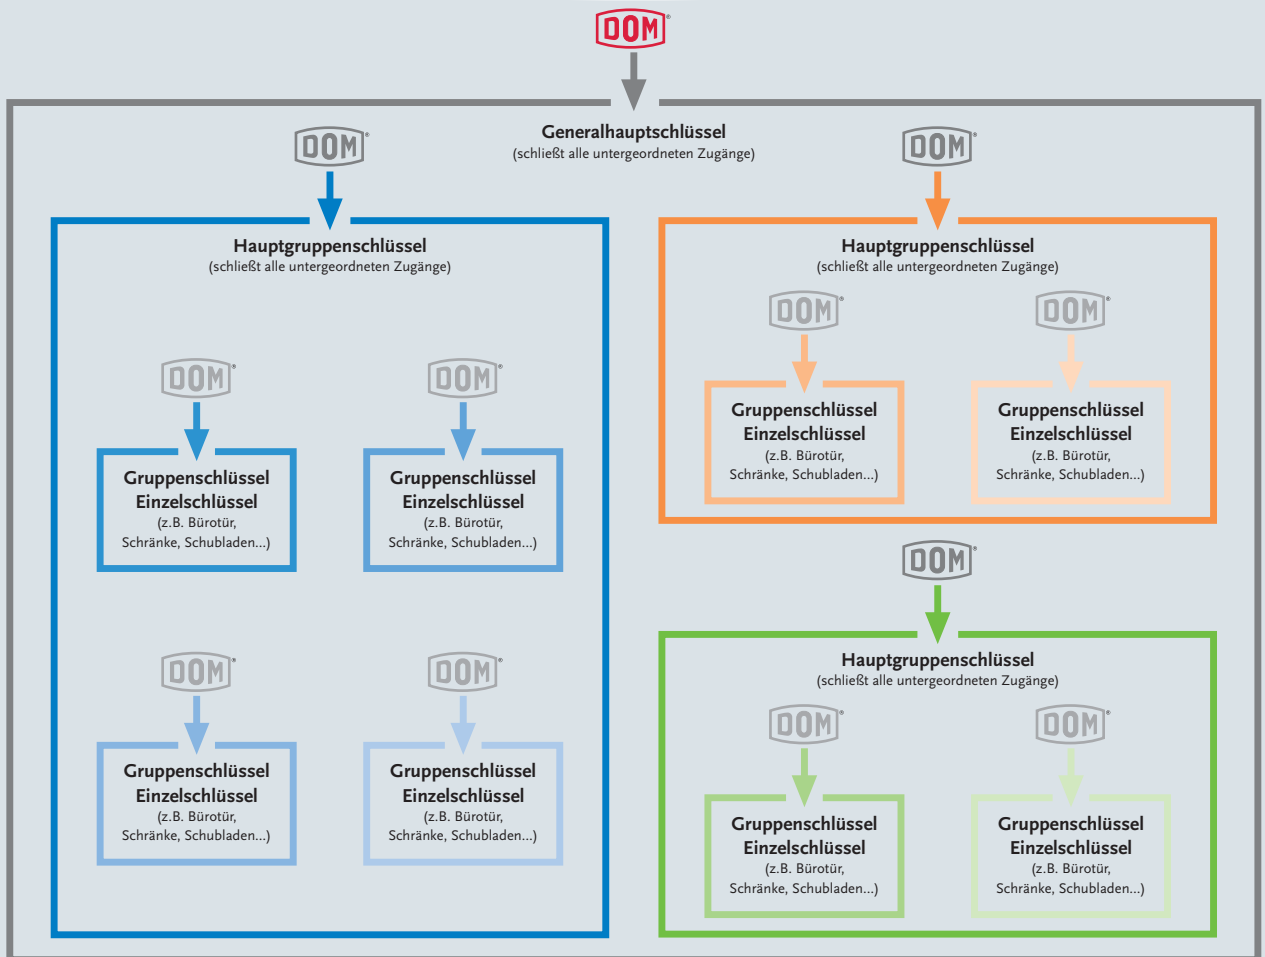 DOM®
Generalhauptschlüssel
(schließt alle untergeordneten Zugänge)
DOM®
Hauptgruppenschlüssel
(schließt alle untergeordneten Zugänge)
DOM®
Gruppenschlüssel
Einzelschlüssel
(z.B. Bürotür,
Schränke, Schubladen...)
DOM®
Gruppenschlüssel
Einzelschlüssel
(z.B. Bürotür,
Schränke, Schubladen...)
DOM®
Gruppenschlüssel
Einzelschlüssel
(z.B. Bürotür,
Schränke, Schubladen...)
DOM®
Gruppenschlüssel
Einzelschlüssel
(z.B. Bürotür,
Schränke, Schubladen...)
DOM®
Hauptgruppenschlüssel
(schließt alle untergeordneten Zugänge)
DOM®
Gruppenschlüssel
Einzelschlüssel
(z.B. Bürotür,
Schränke, Schubladen...)
DOM®
Gruppenschlüssel
Einzelschlüssel
(z.B. Bürotür,
Schränke, Schubladen...)
DOM®
Hauptgruppenschlüssel
(schließt alle untergeordneten Zugänge)
DOM®
Gruppenschlüssel
Einzelschlüssel
(z.B. Bürotür,
Schränke, Schubladen...)
DOM®
Gruppenschlüssel
Einzelschlüssel
(z.B. Bürotür,
Schränke, Schubladen...)